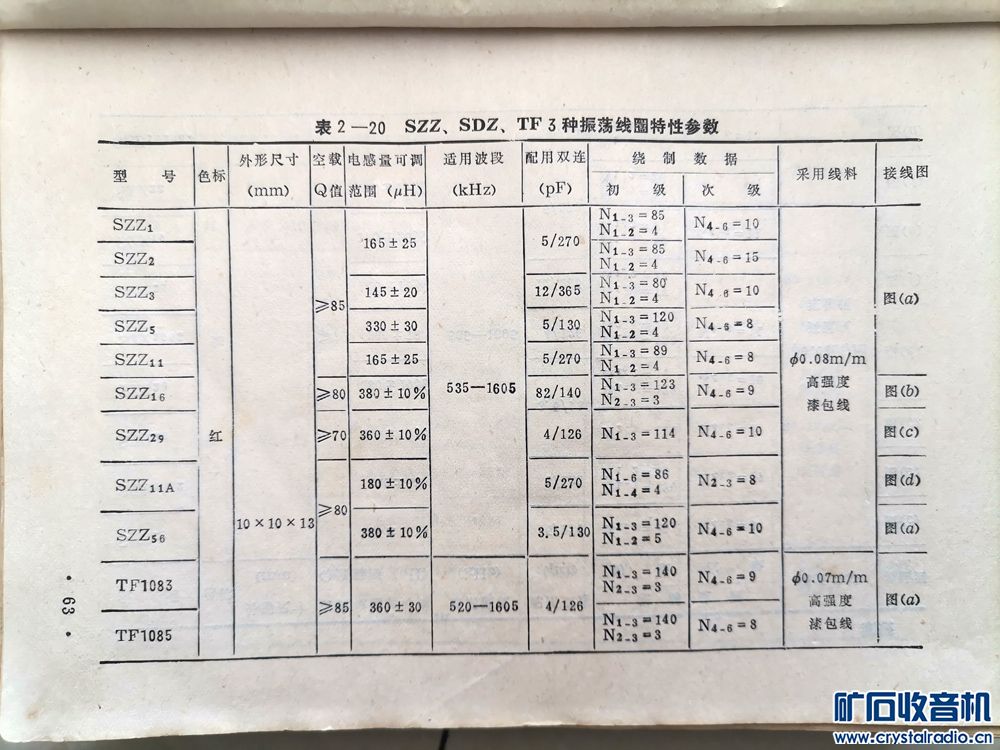 表2—20 SZZ、SDZ、TF 3种振荡线圈特性参数
型号 色标 外形尺寸(mm) 空载Q值 电感量可调范围(μH) 适用波段(kHz) 配用双连(pF) 绕制数据 初级 次级 采用线料 接线图
SZZ₁ 165±25 5/270 N₁₋₃=85 N₁₋₂=4 N₄₋₆=10
SZZ₂ N₁₋₃=85 N₁₋₂=4 N₄₋₆=15
SZZ₃ ≥85 145±20 12/365 N₁₋₃=80 N₁₋₂=4 N₄₋₆=10 图(a)
SZZ₅ 330±30 5/130 N₁₋₃=120 N₁₋₂=4 N₄₋₆=8
SZZ₁₁ 165±25 5/270 N₁₋₃=89 N₁₋₂=4 N₄₋₆=8 φ0.08m/m
SZZ₁₆ ≥80 380±10% 535—1605 82/140 N₁₋₃=123 N₂₋₃=3 N₄₋₆=9 高强度漆包线 图(b)
SZZ₂₉ 红 ≥70 360±10% 4/126 N₁₋₃=114 N₄₋₆=10 图(c)
SZZ₁₁A 180±10% 5/270 N₁₋₆=86 N₁₋₄=4 N₂₋₃=8 图(d)
SZZ₅₆ 10×10×13 ≥80 380±10% 3.5/130 N₁₋₃=120 N₁₋₂=5 N₄₋₆=10 图(a)
TF1083 N₁₋₃=140 N₂₋₃=3 N₄₋₆=9 φ0.07m/m
≥85 360±30 520—1605 4/126 高强度漆包线 图(a)
TF1085 N₁₋₃=140 N₂₋₃=3 N₄₋₆=8
·63·
矿石收音机
www.crystalradio.cn